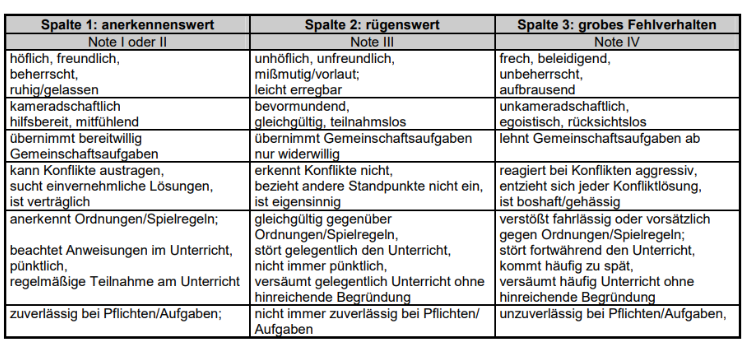 Spalte 1: anerkennenswert
Spalte 2: rügenswert
Spalte 3: grobes Fehlverhalten
Note I oder II
Note III
Note IV
höflich, freundlich,
beherrscht,
ruhig/gelassen
unhöflich, unfreundlich,
mißmutig/vorlaut;
leicht erregbar
frech, beleidigend,
unbeherrscht,
aufbrausend
kameradschaftlich
hilfsbereit, mitfühlend
bevormundend,
gleichgültig, teilnahmslos
unkameradschaftlich,
egoistisch, rücksichtslos
übernimmt bereitwillig
Gemeinschaftsaufgaben
übernimmt Gemeinschaftsaufgaben
nur widerwillig
lehnt Gemeinschaftsaufgaben ab
kann Konflikte austragen,
sucht einvernehmliche Lösungen,
ist verträglich
erkennt Konflikte nicht,
bezieht andere Standpunkte nicht ein,
ist eigensinnig
reagiert bei Konflikten aggressiv,
entzieht sich jeder Konfliktlösung,
ist boshaft/gehässig
anerkennt Ordnungen/Spielregeln;
beachtet Anweisungen im Unterricht,
pünktlich,
regelmäßige Teilnahme am Unterricht
gleichgültig gegenüber
Ordnungen/Spielregeln,
stört gelegentlich den Unterricht,
nicht immer pünktlich,
versäumt gelegentlich Unterricht ohne
hinreichende Begründung
verstößt fahrlässig oder vorsätzlich
gegen Ordnungen/Spielregeln;
stört fortwährend den Unterricht,
kommt häufig zu spät,
versäumt häufig Unterricht ohne
hinreichende Begründung
zuverlässig bei Pflichten/Aufgaben;
nicht immer zuverlässig bei Pflichten/
Aufgaben
unzuverlässig bei Pflichten/Aufgaben,